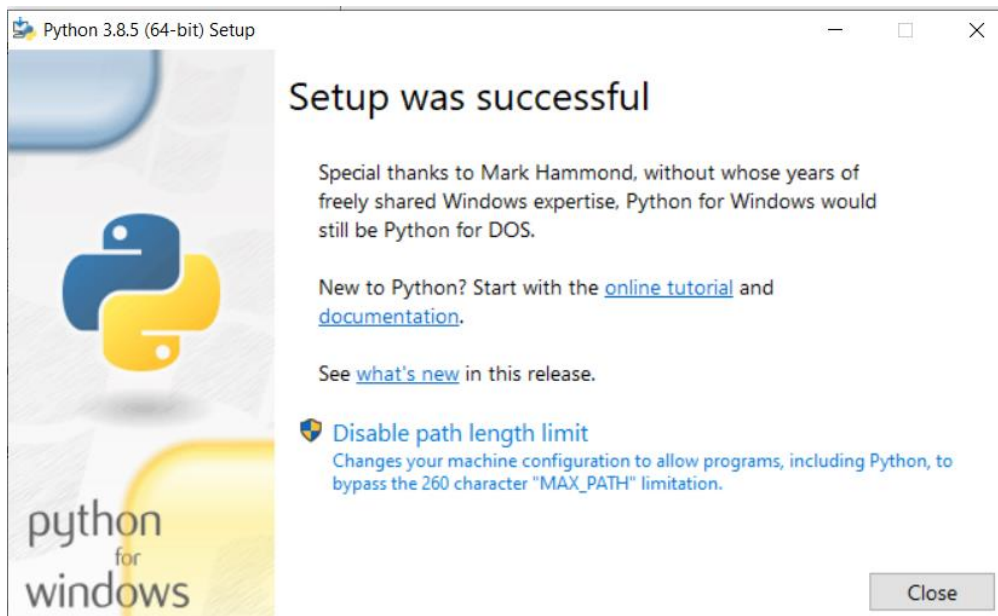 Python 3.8.5 (64-bit) Setup
Setup was successful
Special thanks to Mark Hammond, without whose years of
freely shared Windows expertise, Python for Windows would
still be Python for DOS.
New to Python? Start with the online tutorial and
documentation.
See what's new in this release.
Disable path length limit
Changes your machine configuration to allow programs, including Python, to
bypass the 260 character "MAX_PATH" limitation.
python
for
windows
Close